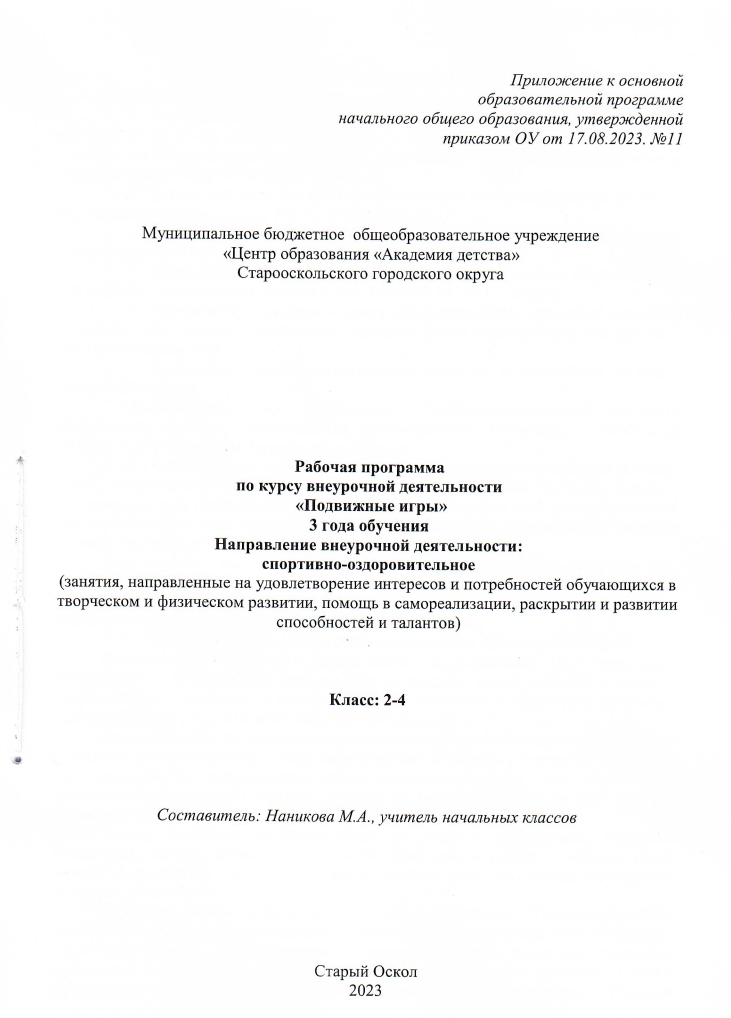 Приложение к основной
образовательной программе
начального общего образования, утвержденной
приказом ОУ от 17.08.2023. №11
Муниципальное бюджетное общеобразовательное учреждение
«Центр образования «Академия детства»
Старооскольского городского округа
Рабочая программа
по курсу внеурочной деятельности
«Подвижные игры»
3 года обучения
Направление внеурочной деятельности:
спортивно-оздоровительное
(занятия, направленные на удовлетворение интересов и потребностей обучающихся в
творческом и физическом развитии, помощь в самореализации, раскрытии и развитии
способностей и талантов)
Класс: 2-4
Составитель: Наникова М.А., учитель начальных классов
Старый Оскол
2023